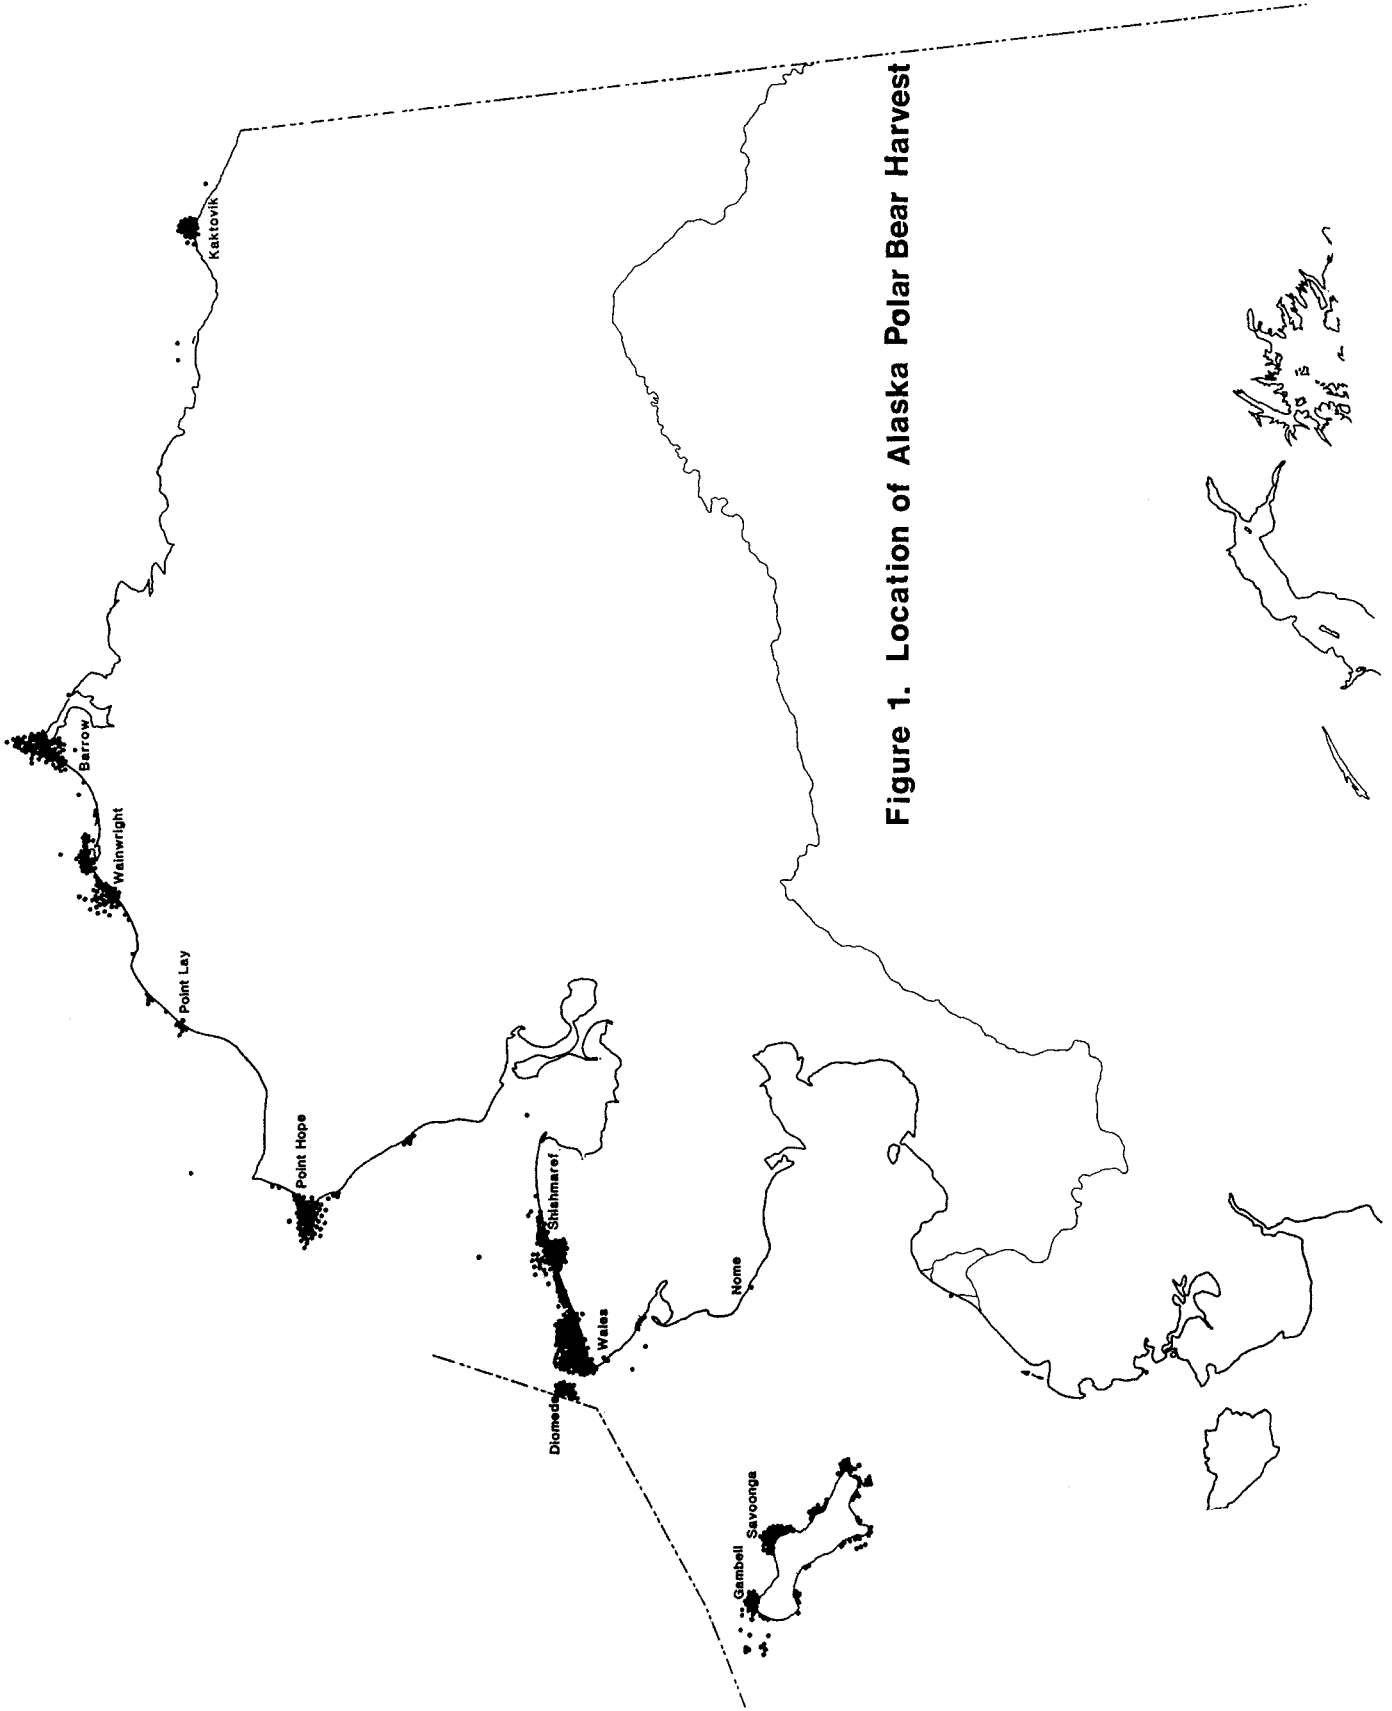 Kaktovik
Barrow
Wainwright
Point Lay
Point Hope
Shishmaref
Wales
Diomede
Nome
Savoonga
Gambell
Figure 1. Location of Alaska Polar Bear Harvest